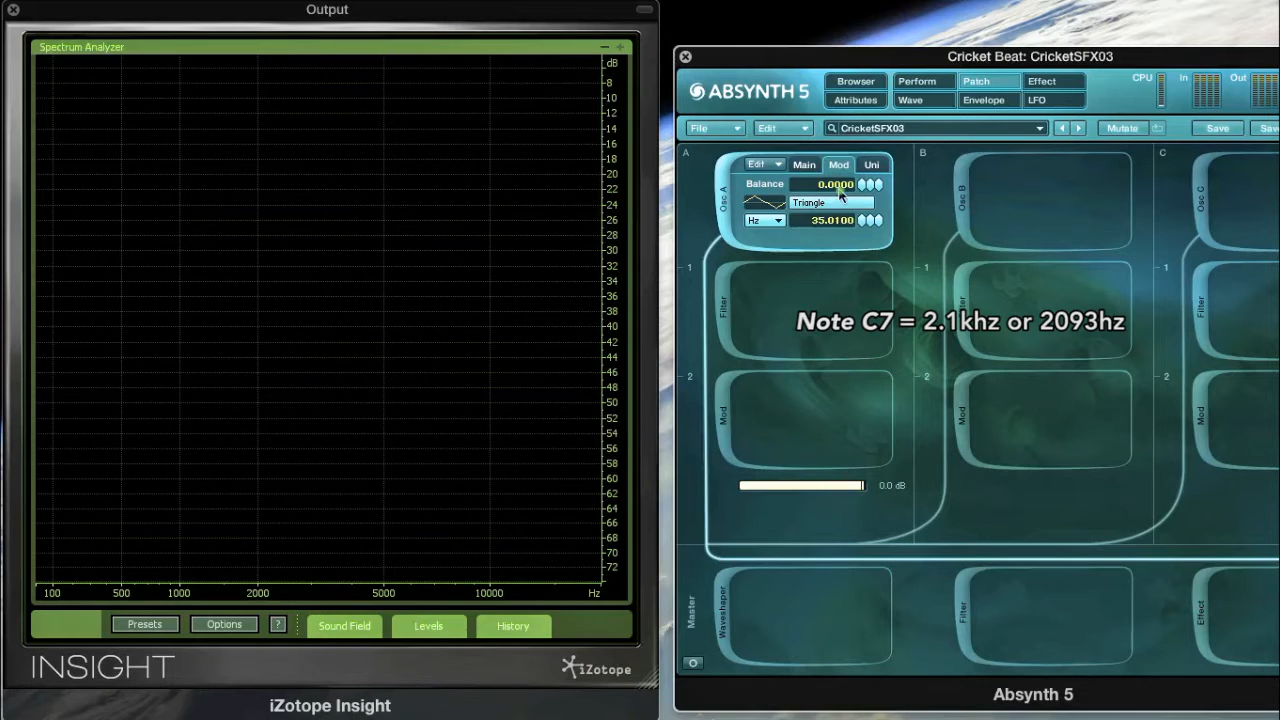 Output
Spectrum Analyzer
dB
-8
-10
-12
-14
-16
-18
-20
-22
-24
-26
-28
-30
-32
-34
-36
-38
-40
-42
-44
-46
-48
-50
-52
-54
-56
-58
-60
-62
-64
-66
-68
-70
-72
100 500 1000 2000 5000 10000 Hz
Presets Options ? Sound Field Levels History
INSIGHT
iZotope
iZotope Insight
Cricket Beat: CricketSFX03
ABSYNTH 5
Browser Perform Patch Effect
Attributes Wave Envelope LFO
CPU In Out
File Edit CricketSFX03 Mutate Save Save
A B C
Edit Main Mod Uni
Balance 0.0000
Triangle
Hz 35.0100
Osc A Osc B Osc C
1 1 1
Filter Filter Filter
Note C7 = 2.1khz or 2093hz
2 2 2
Mod Mod Mod
0.0 dB
Master Waveshaper Filter Effect
Absynth 5